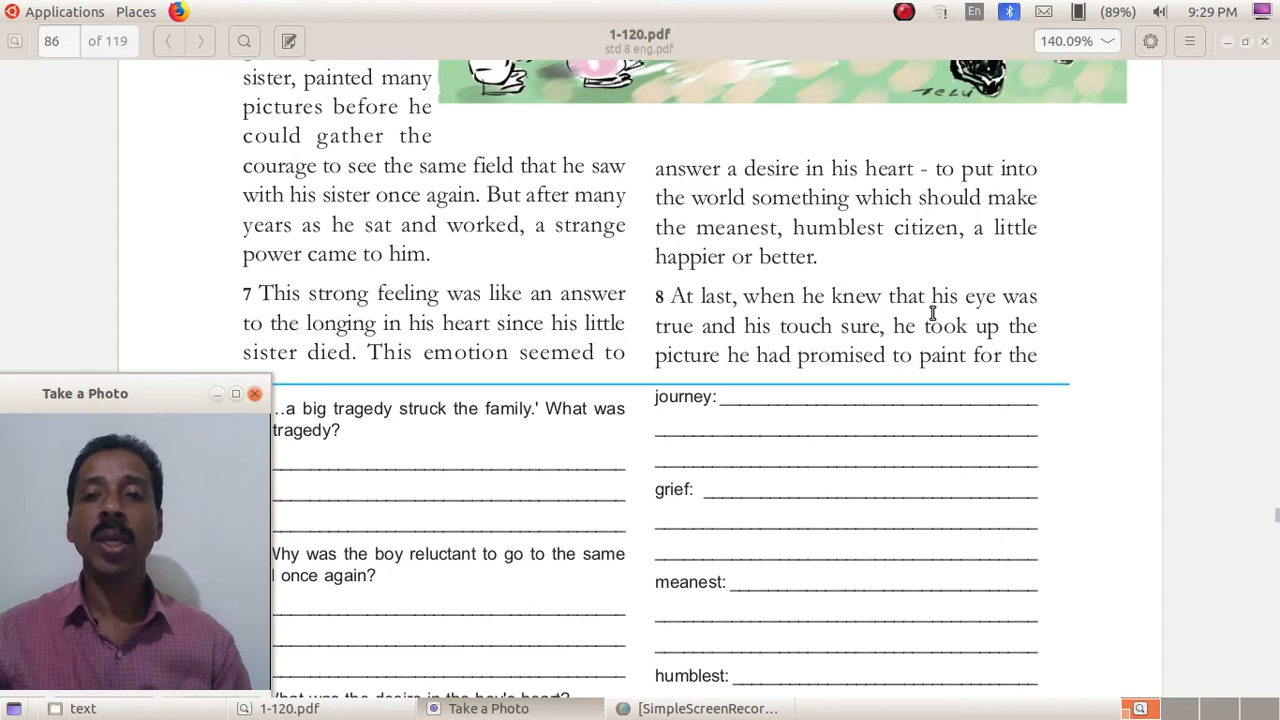 Applications Places
En
(89%)
9:29 PM
86 of 119
1-120.pdf
std 8 eng.pdf
140.09%
sister, painted many
pictures before he
could gather the
courage to see the same field that he saw
with his sister once again. But after many
years as he sat and worked, a strange
power came to him.
7 This strong feeling was like an answer
to the longing in his heart since his little
sister died. This emotion seemed to
answer a desire in his heart - to put into
the world something which should make
the meanest, humblest citizen, a little
happier or better.
8 At last, when he knew that his eye was
true and his touch sure, he took up the
picture he had promised to paint for the
Take a Photo
..a big tragedy struck the family.' What was
tragedy?
Why was the boy reluctant to go to the same
once again?
What was the desire in the boy's heart?
journey:
grief:
meanest:
humblest:
text
1-120.pdf
Take a Photo
[SimpleScreenRecor...